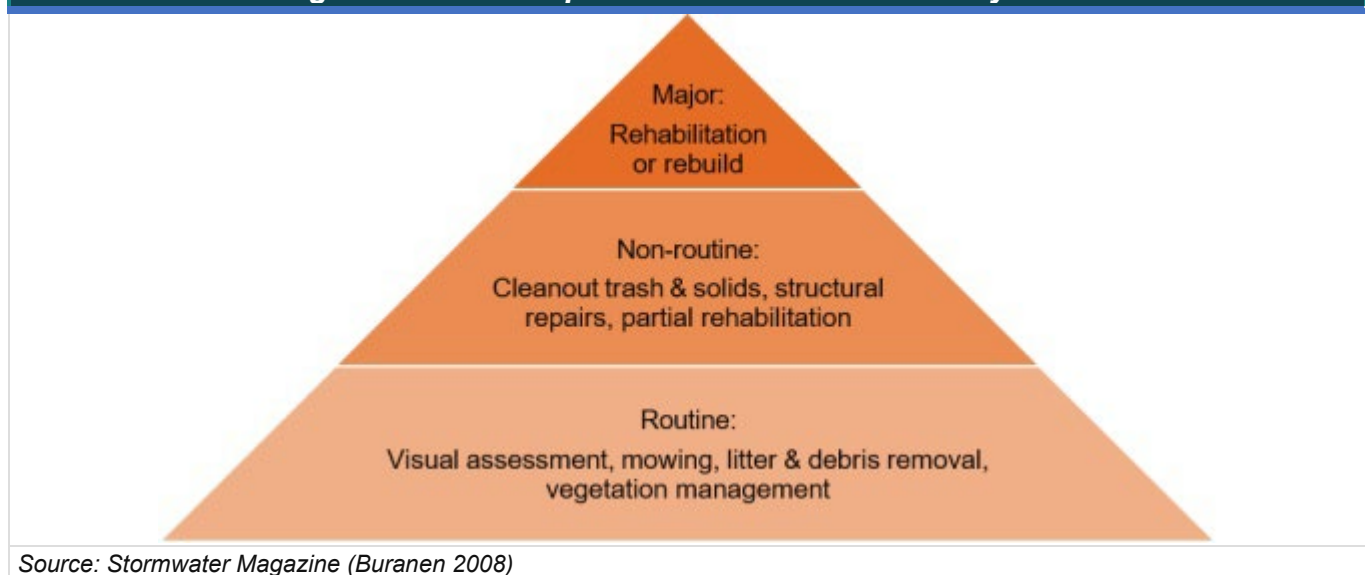 Major:
Rehabilitation
or rebuild
Non-routine:
Cleanout trash & solids, structural
repairs, partial rehabilitation
Routine:
Visual assessment, mowing, litter & debris removal,
vegetation management
Source: Stormwater Magazine (Buranen 2008)